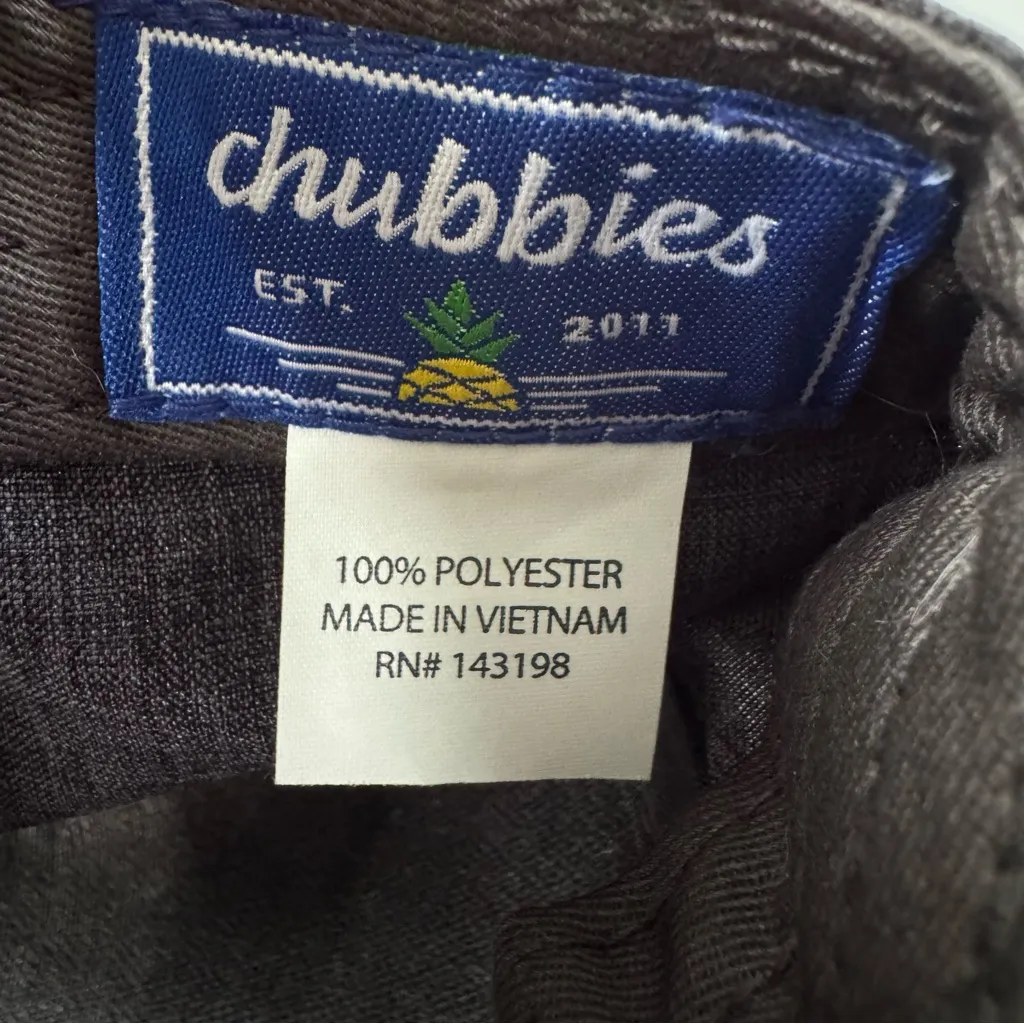 chubbies
EST. 2011
100% POLYESTER
MADE IN VIETNAM
RN# 143198